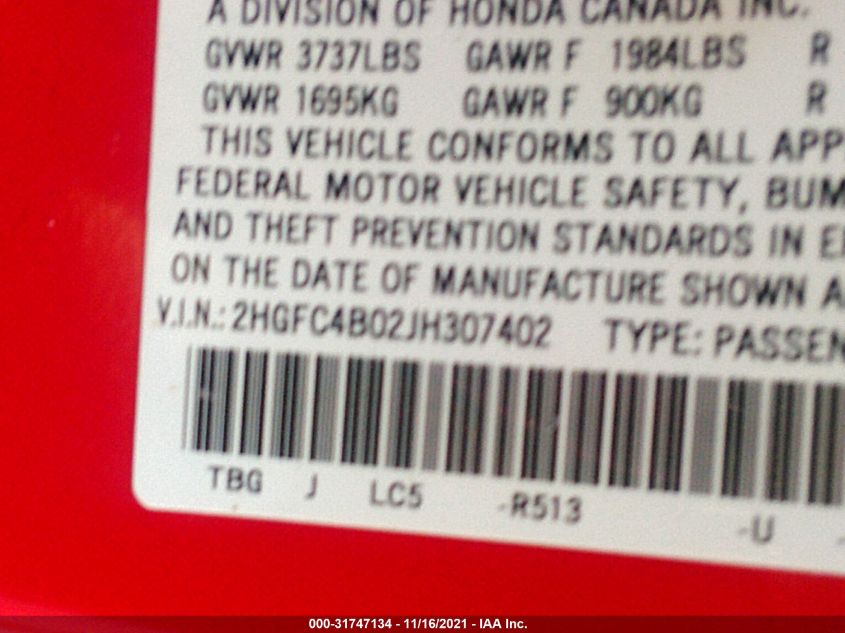 A DIVISION OF HONDA CANADA INC.
GVWR 3737LBS GAWR F 1984LBS R
GVWR 1695KG GAWR F 900KG R
THIS VEHICLE CONFORMS TO ALL APP
FEDERAL MOTOR VEHICLE SAFETY, BUM
AND THEFT PREVENTION STANDARDS IN E
ON THE DATE OF MANUFACTURE SHOWN A
V.I.N.: 2HGFC4B02JH307402 TYPE: PASSEN
TBG J LC5 -R513 -U -
000-31747134 - 11/16/2021 - IAA Inc.